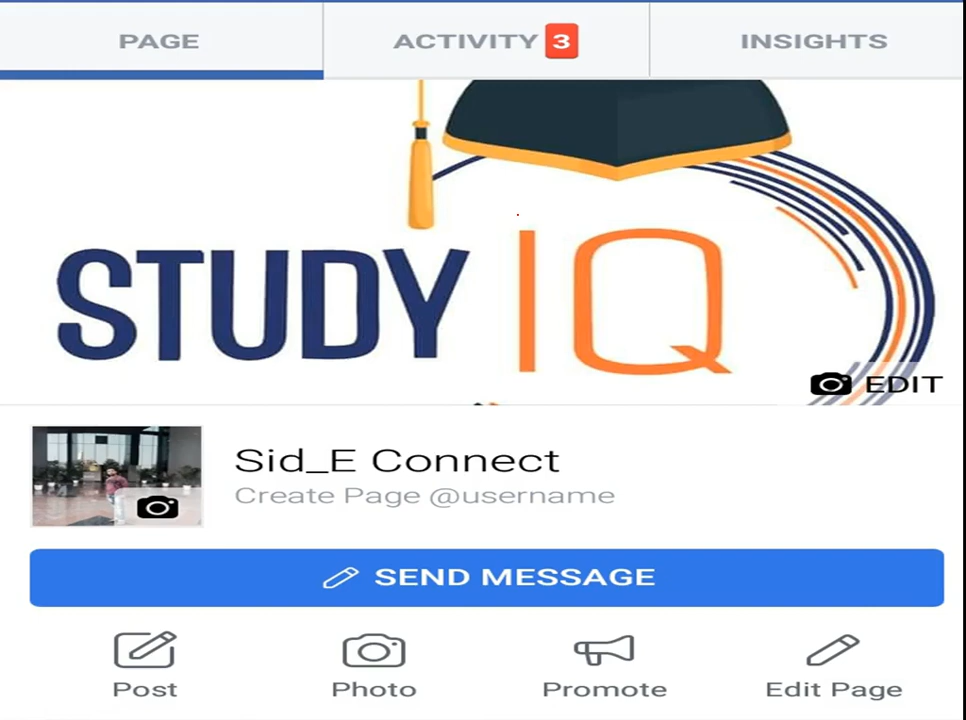 PAGE
ACTIVITY 3
INSIGHTS
STUDY IQ
EDIT
Sid_E Connect
Create Page @username
SEND MESSAGE
Post
Photo
Promote
Edit Page